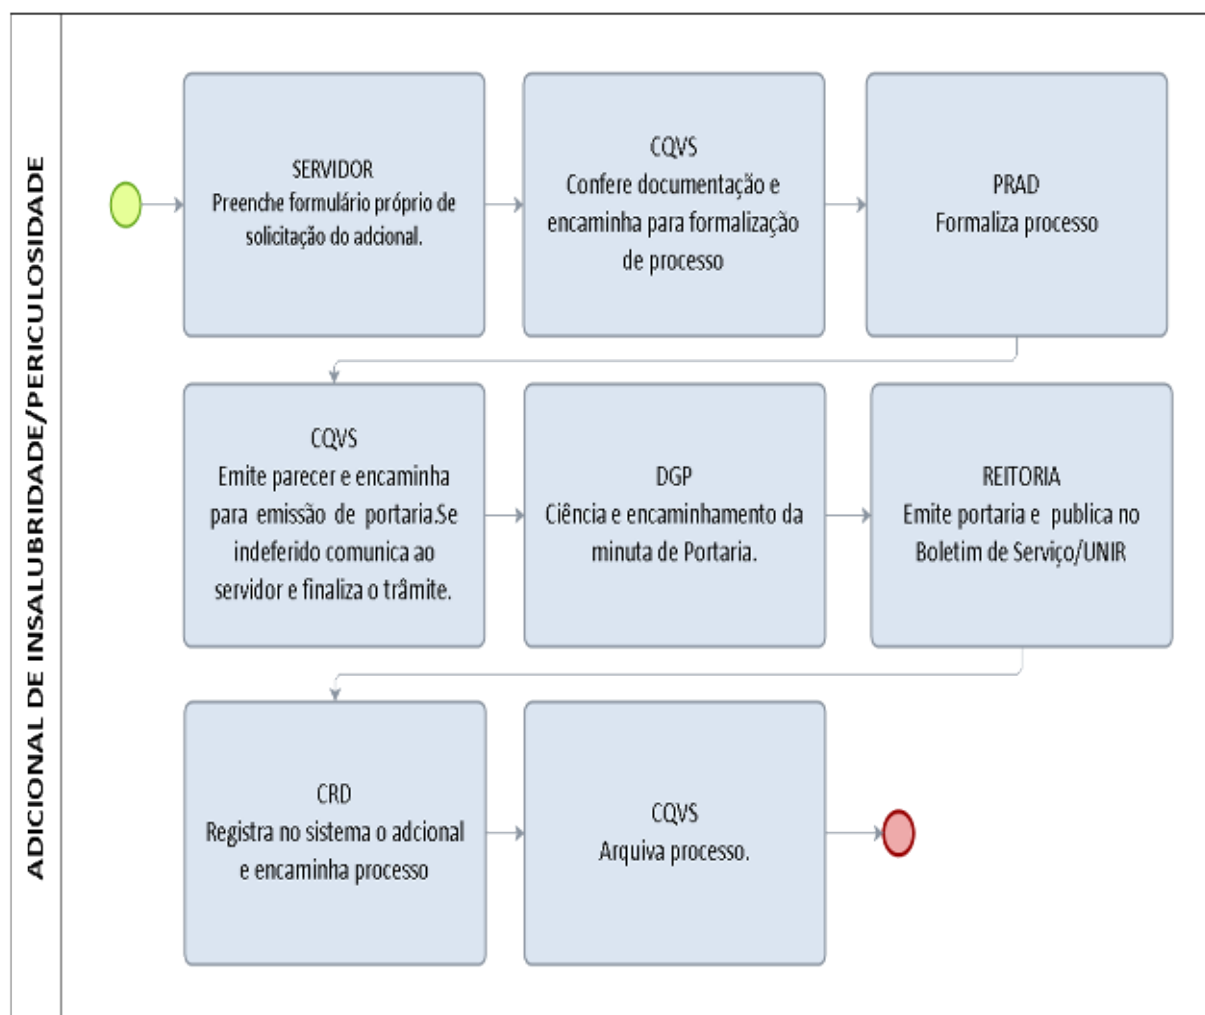 ADICIONAL DE INSALUBRIDADE/PERICULOSIDADE
SERVIDOR
Preenche formulário próprio de
solicitação do adcional.
CQVS
Confere documentação e
encaminha para formalização
de processo
PRAD
Formaliza processo
CQVS
Emite parecer e encaminha
para emissão de portaria.Se
indeferido comunica ao
servidor e finaliza o trâmite.
DGP
Ciência e encaminhamento da
minuta de Portaria.
REITORIA
Emite portaria e publica no
Boletim de Serviço/UNIR
CRD
Registra no sistema o adcional
e encaminha processo
CQVS
Arquiva processo.